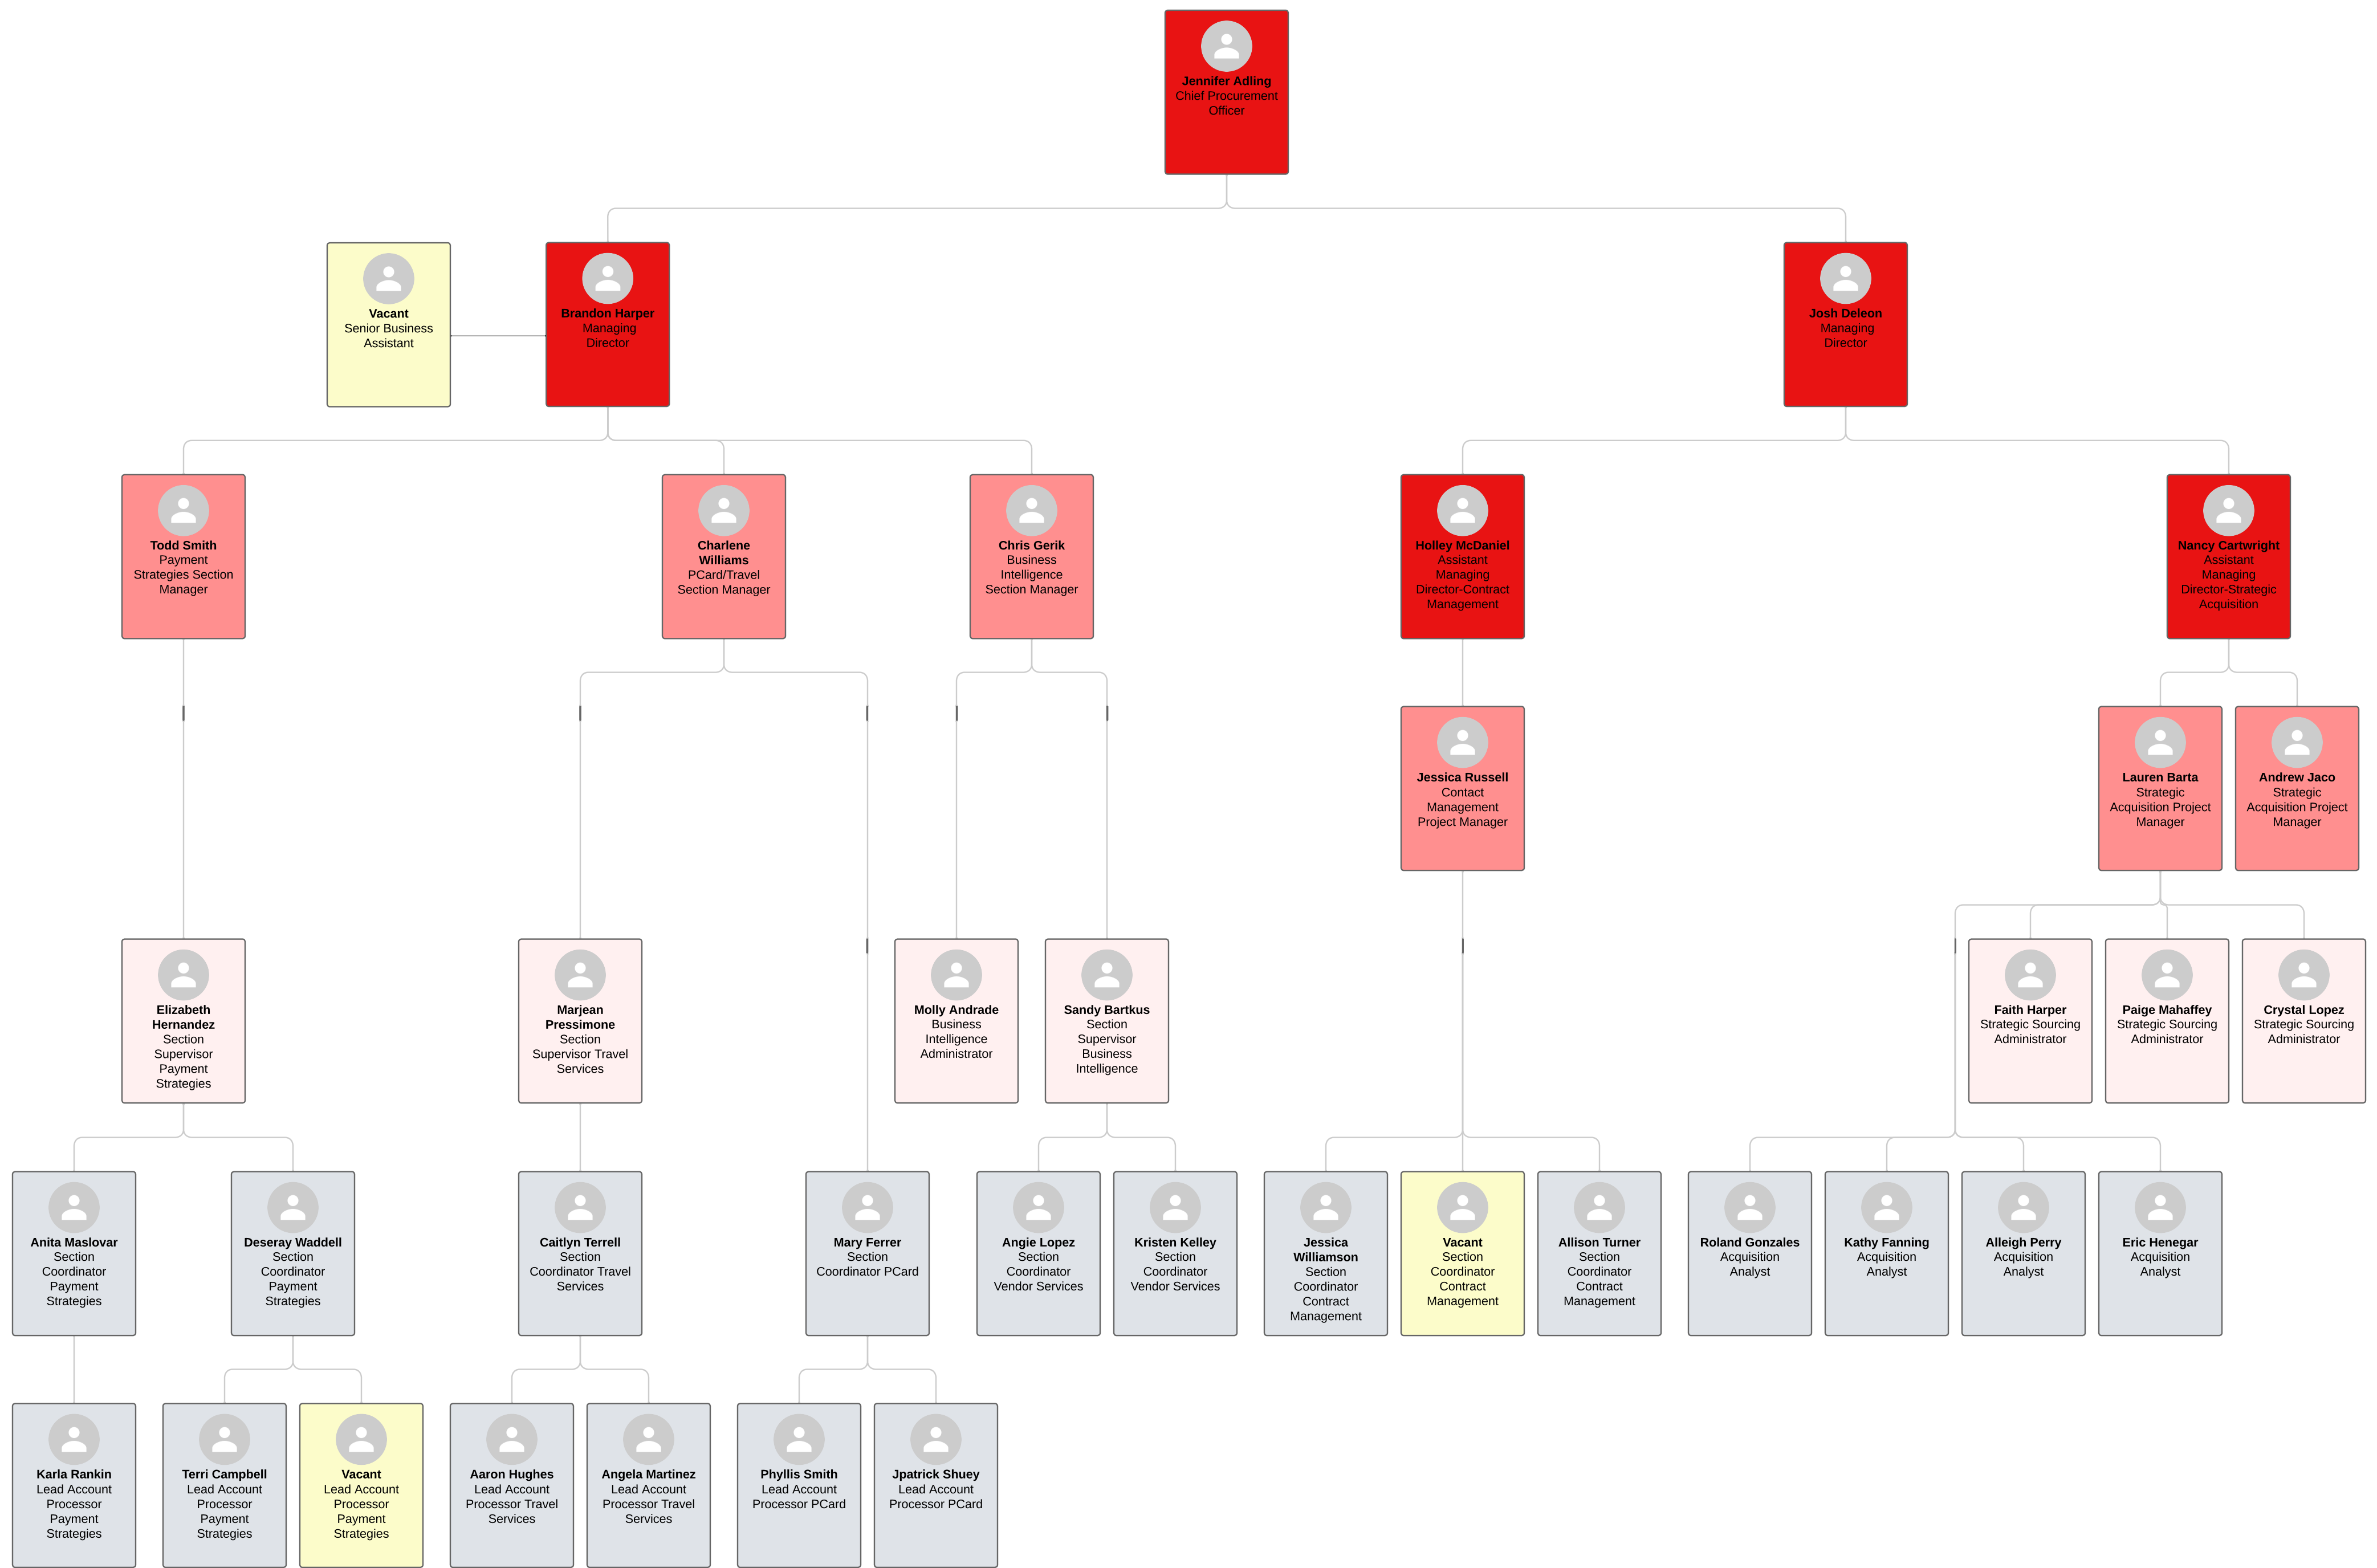 Jennifer Adling
Chief Procurement
Officer
Vacant
Senior Business
Assistant
Brandon Harper
Managing
Director
Josh Deleon
Managing
Director
Todd Smith
Payment
Strategies Section
Manager
Charlene
Williams
PCard/Travel
Section Manager
Chris Gerik
Business
Intelligence
Section Manager
Holley McDaniel
Assistant
Managing
Director-Contract
Management
Nancy Cartwright
Assistant
Managing
Director-Strategic
Acquisition
Jessica Russell
Contact
Management
Project Manager
Lauren Barta
Strategic
Acquisition Project
Manager
Andrew Jaco
Strategic
Acquisition Project
Manager
Elizabeth
Hernandez
Section
Supervisor
Payment
Strategies
Marjean
Pressimone
Section
Supervisor Travel
Services
Molly Andrade
Business
Intelligence
Administrator
Sandy Bartkus
Section
Supervisor
Business
Intelligence
Faith Harper
Strategic Sourcing
Administrator
Paige Mahaffey
Strategic Sourcing
Administrator
Crystal Lopez
Strategic Sourcing
Administrator
Anita Maslovar
Section
Coordinator
Payment
Strategies
Deseray Waddell
Section
Coordinator
Payment
Strategies
Caitlyn Terrell
Section
Coordinator Travel
Services
Mary Ferrer
Section
Coordinator PCard
Angie Lopez
Section
Coordinator
Vendor Services
Kristen Kelley
Section
Coordinator
Vendor Services
Jessica
Williamson
Section
Coordinator
Contract
Management
Vacant
Section
Coordinator
Contract
Management
Allison Turner
Section
Coordinator
Contract
Management
Roland Gonzales
Acquisition
Analyst
Kathy Fanning
Acquisition
Analyst
Alleigh Perry
Acquisition
Analyst
Eric Henegar
Acquisition
Analyst
Karla Rankin
Lead Account
Processor
Payment
Strategies
Terri Campbell
Lead Account
Processor
Payment
Strategies
Vacant
Lead Account
Processor
Payment
Strategies
Aaron Hughes
Lead Account
Processor Travel
Services
Angela Martinez
Lead Account
Processor Travel
Services
Phyllis Smith
Lead Account
Processor PCard
Jpatrick Shuey
Lead Account
Processor PCard